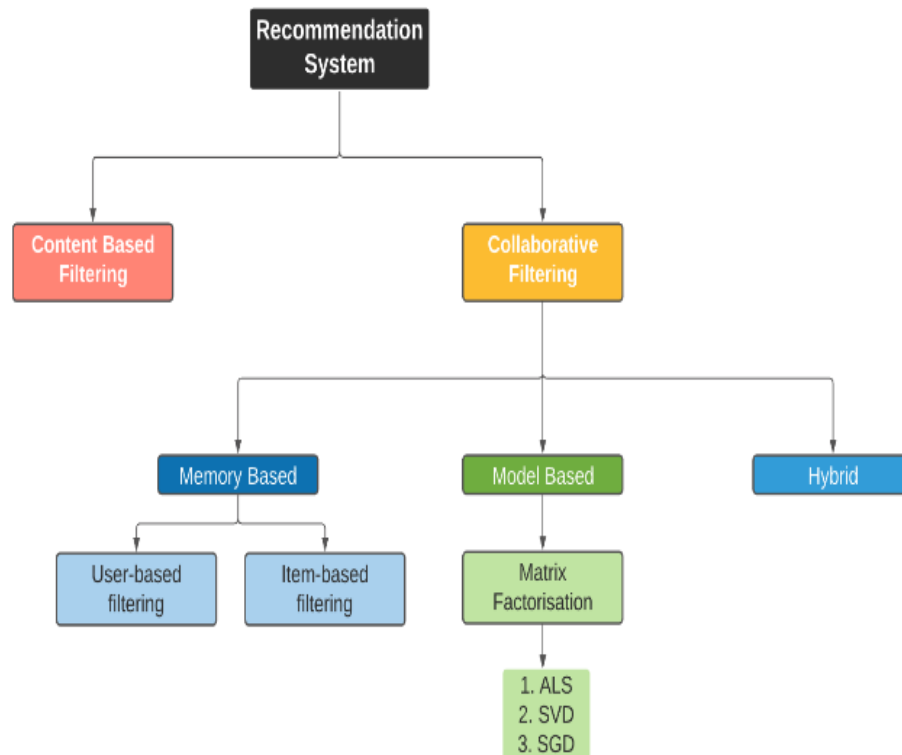 Recommendation
System
Content Based
Filtering
Collaborative
Filtering
Memory Based
Model Based
Hybrid
User-based
filtering
Item-based
filtering
Matrix
Factorisation
1. ALS
2. SVD
3. SGD